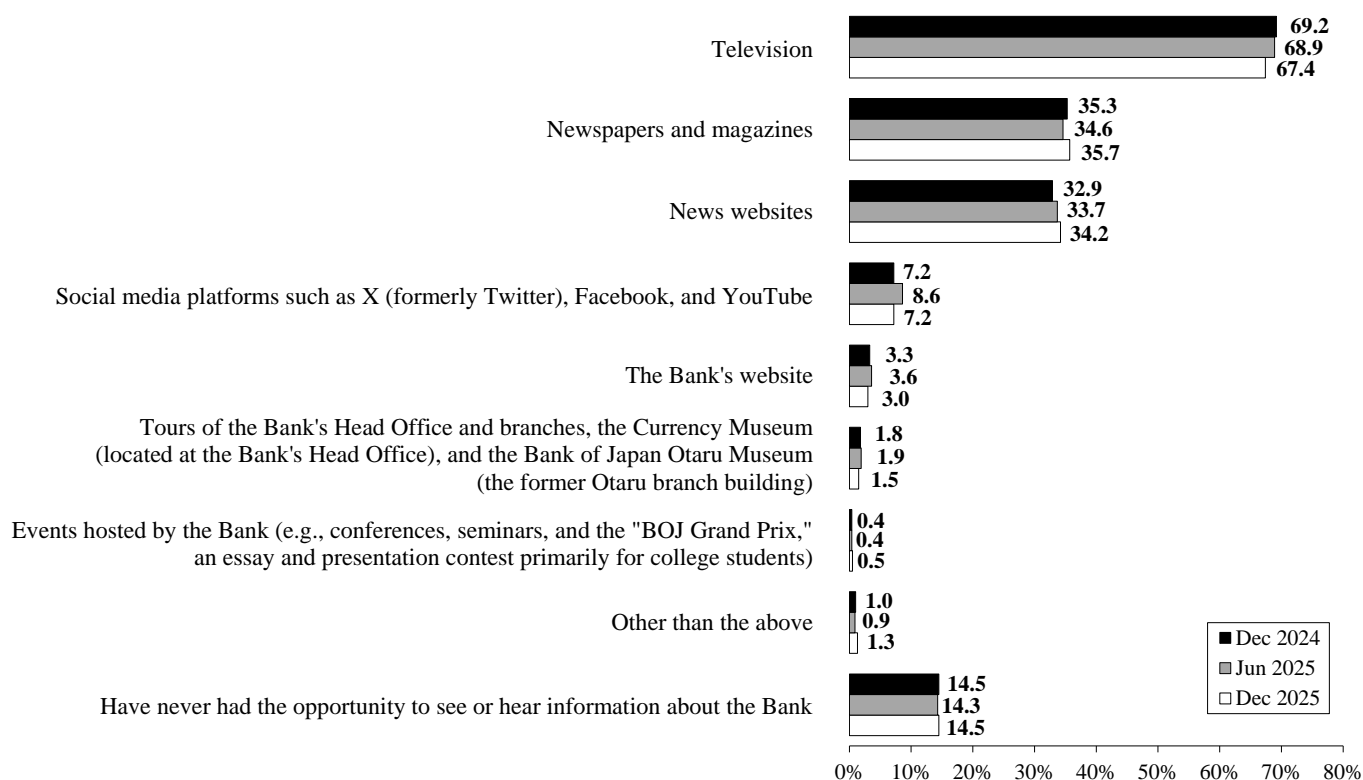 Television
69.2
68.9
67.4
Newspapers and magazines
35.3
34.6
35.7
News websites
32.9
33.7
34.2
Social media platforms such as X (formerly Twitter), Facebook, and YouTube
7.2
8.6
7.2
The Bank's website
3.3
3.6
3.0
Tours of the Bank's Head Office and branches, the Currency Museum
(located at the Bank's Head Office), and the Bank of Japan Otaru Museum
(the former Otaru branch building)
1.8
1.9
1.5
Events hosted by the Bank (e.g., conferences, seminars, and the "BOJ Grand Prix,"
an essay and presentation contest primarily for college students)
0.4
0.4
0.5
Other than the above
1.0
0.9
1.3
Have never had the opportunity to see or hear information about the Bank
14.5
14.3
14.5
Dec 2024
Jun 2025
Dec 2025
0% 10% 20% 30% 40% 50% 60% 70% 80%